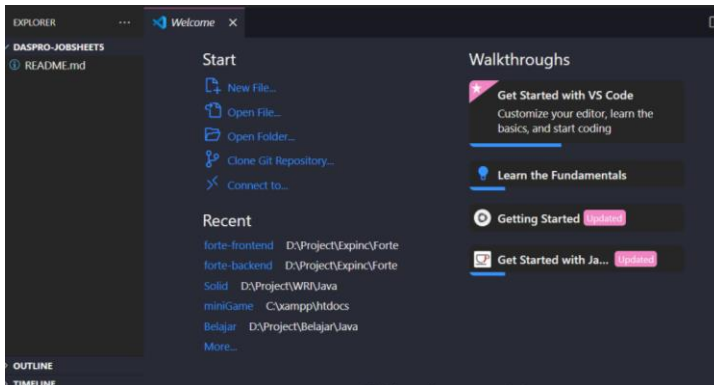 EXPLORER ···
DASPRO-JOBSHEET5
README.md
OUTLINE
TIMELINE
Welcome
Start
New File...
Open File...
Open Folder...
Clone Git Repository...
Connect to...
Recent
forte-frontend D:\Project\Expinc\Forte
forte-backend D:\Project\Expinc\Forte
Solid D:\Project\WRI\Java
miniGame C:\xampp\htdocs
Belajar D:\Project\Belajar\Java
More...
Walkthroughs
Get Started with VS Code
Customize your editor, learn the
basics, and start coding
Learn the Fundamentals
Getting Started Updated
Get Started with Ja... Updated